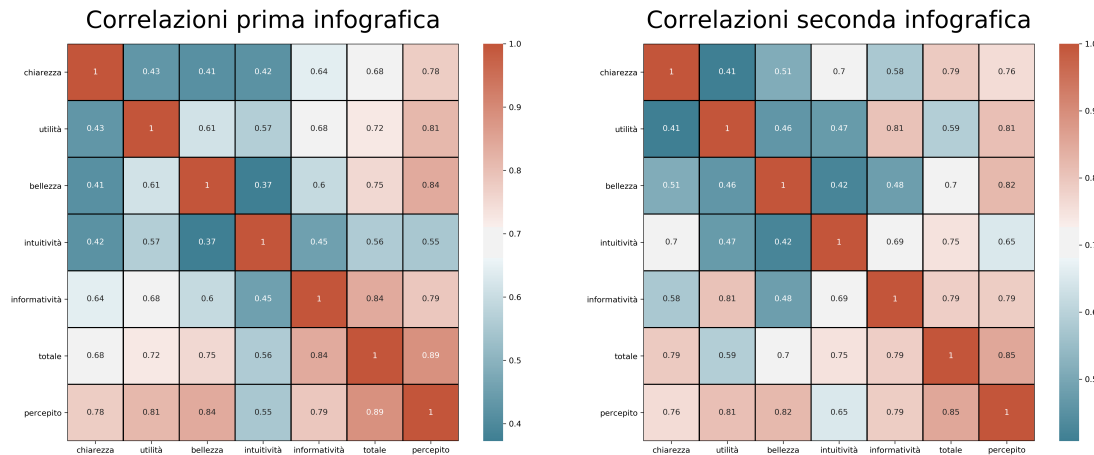 Correlazioni prima infografica
chiarezza 1 0.43 0.41 0.42 0.64 0.68 0.78
utilità 0.43 1 0.61 0.57 0.68 0.72 0.81
bellezza 0.41 0.61 1 0.37 0.6 0.75 0.84
intuitività 0.42 0.57 0.37 1 0.45 0.56 0.55
informatività 0.64 0.68 0.6 0.45 1 0.84 0.79
totale 0.68 0.72 0.75 0.56 0.84 1 0.89
percepito 0.78 0.81 0.84 0.55 0.79 0.89 1
chiarezza utilità bellezza intuitività informatività totale percepito
1.0
0.9
0.8
0.7
0.6
0.5
0.4
Correlazioni seconda infografica
chiarezza 1 0.41 0.51 0.7 0.58 0.79 0.76
utilità 0.41 1 0.46 0.47 0.81 0.59 0.81
bellezza 0.51 0.46 1 0.42 0.48 0.7 0.82
intuitività 0.7 0.47 0.42 1 0.69 0.75 0.65
informatività 0.58 0.81 0.48 0.69 1 0.79 0.79
totale 0.79 0.59 0.7 0.75 0.79 1 0.85
percepito 0.76 0.81 0.82 0.65 0.79 0.85 1
chiarezza utilità bellezza intuitività informatività totale percepito
1.0